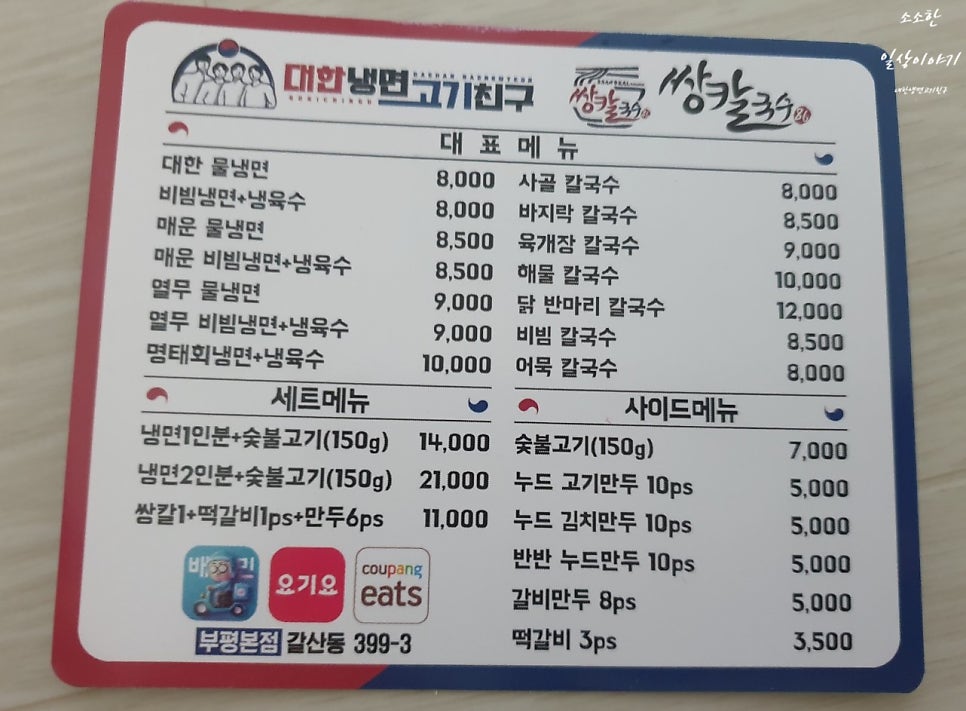 소소한
일상이야기
대한냉면고기친구
대한냉면고기친구
쌍칼국수
쌍칼국수
대표메뉴
대한 물냉면 8,000
비빔냉면+냉육수 8,000
매운 물냉면 8,500
매운 비빔냉면+냉육수 8,500
열무 물냉면 9,000
열무 비빔냉면+냉육수 9,000
명태회냉면+냉육수 10,000
사골 칼국수 8,000
바지락 칼국수 8,500
육개장 칼국수 9,000
해물 칼국수 10,000
닭 반마리 칼국수 12,000
비빔 칼국수 8,500
어묵 칼국수 8,000
세트메뉴
냉면1인분+숯불고기(150g) 14,000
냉면2인분+숯불고기(150g) 21,000
쌍칼1+떡갈비1ps+만두6ps 11,000
사이드메뉴
숯불고기(150g) 7,000
누드 고기만두 10ps 5,000
누드 김치만두 10ps 5,000
반반 누드만두 10ps 5,000
갈비만두 8ps 5,000
떡갈비 3ps 3,500
요기요
coupang
eats
부평본점 갈산동 399-3